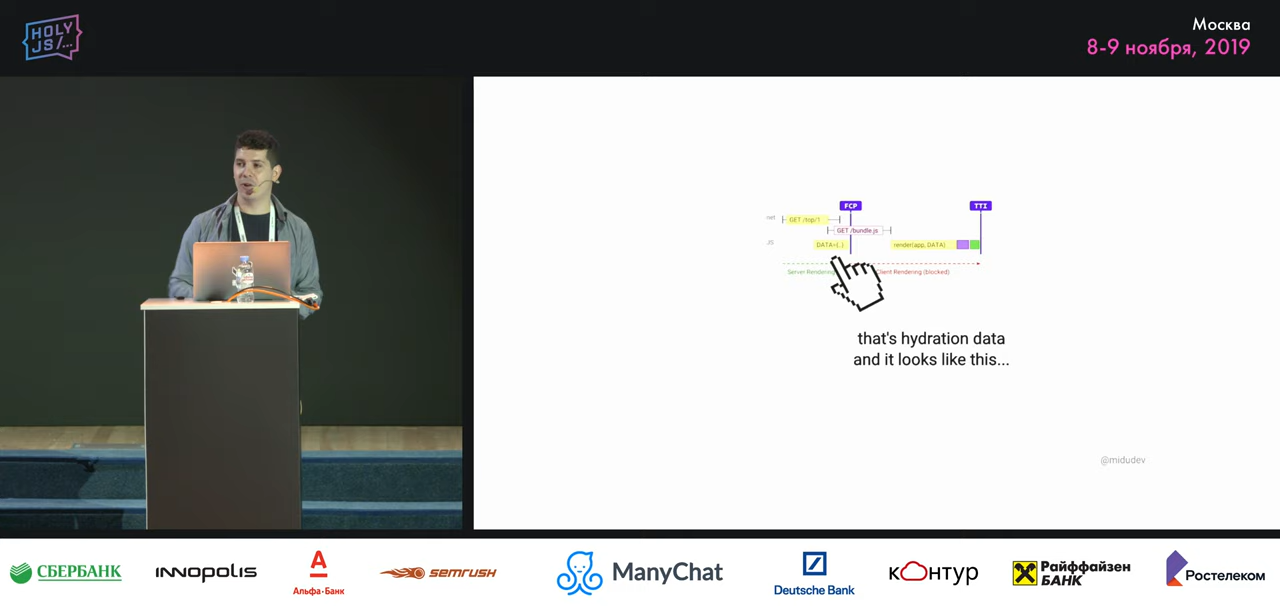 HOLY
JS/...
Москва
8-9 ноября, 2019
FCP
TTI
net
GET /top/1
GET /bundle.js
JS
DATA={..}
render(app, DATA)
Server Rendering
Client Rendering (blocked)
that's hydration data
and it looks like this...
@midudev
СБЕРБАНК
INNOPOLIS
Альфа·Банк
semrush
ManyChat
Deutsche Bank
контур
Райффайзен
БАНК
Ростелеком